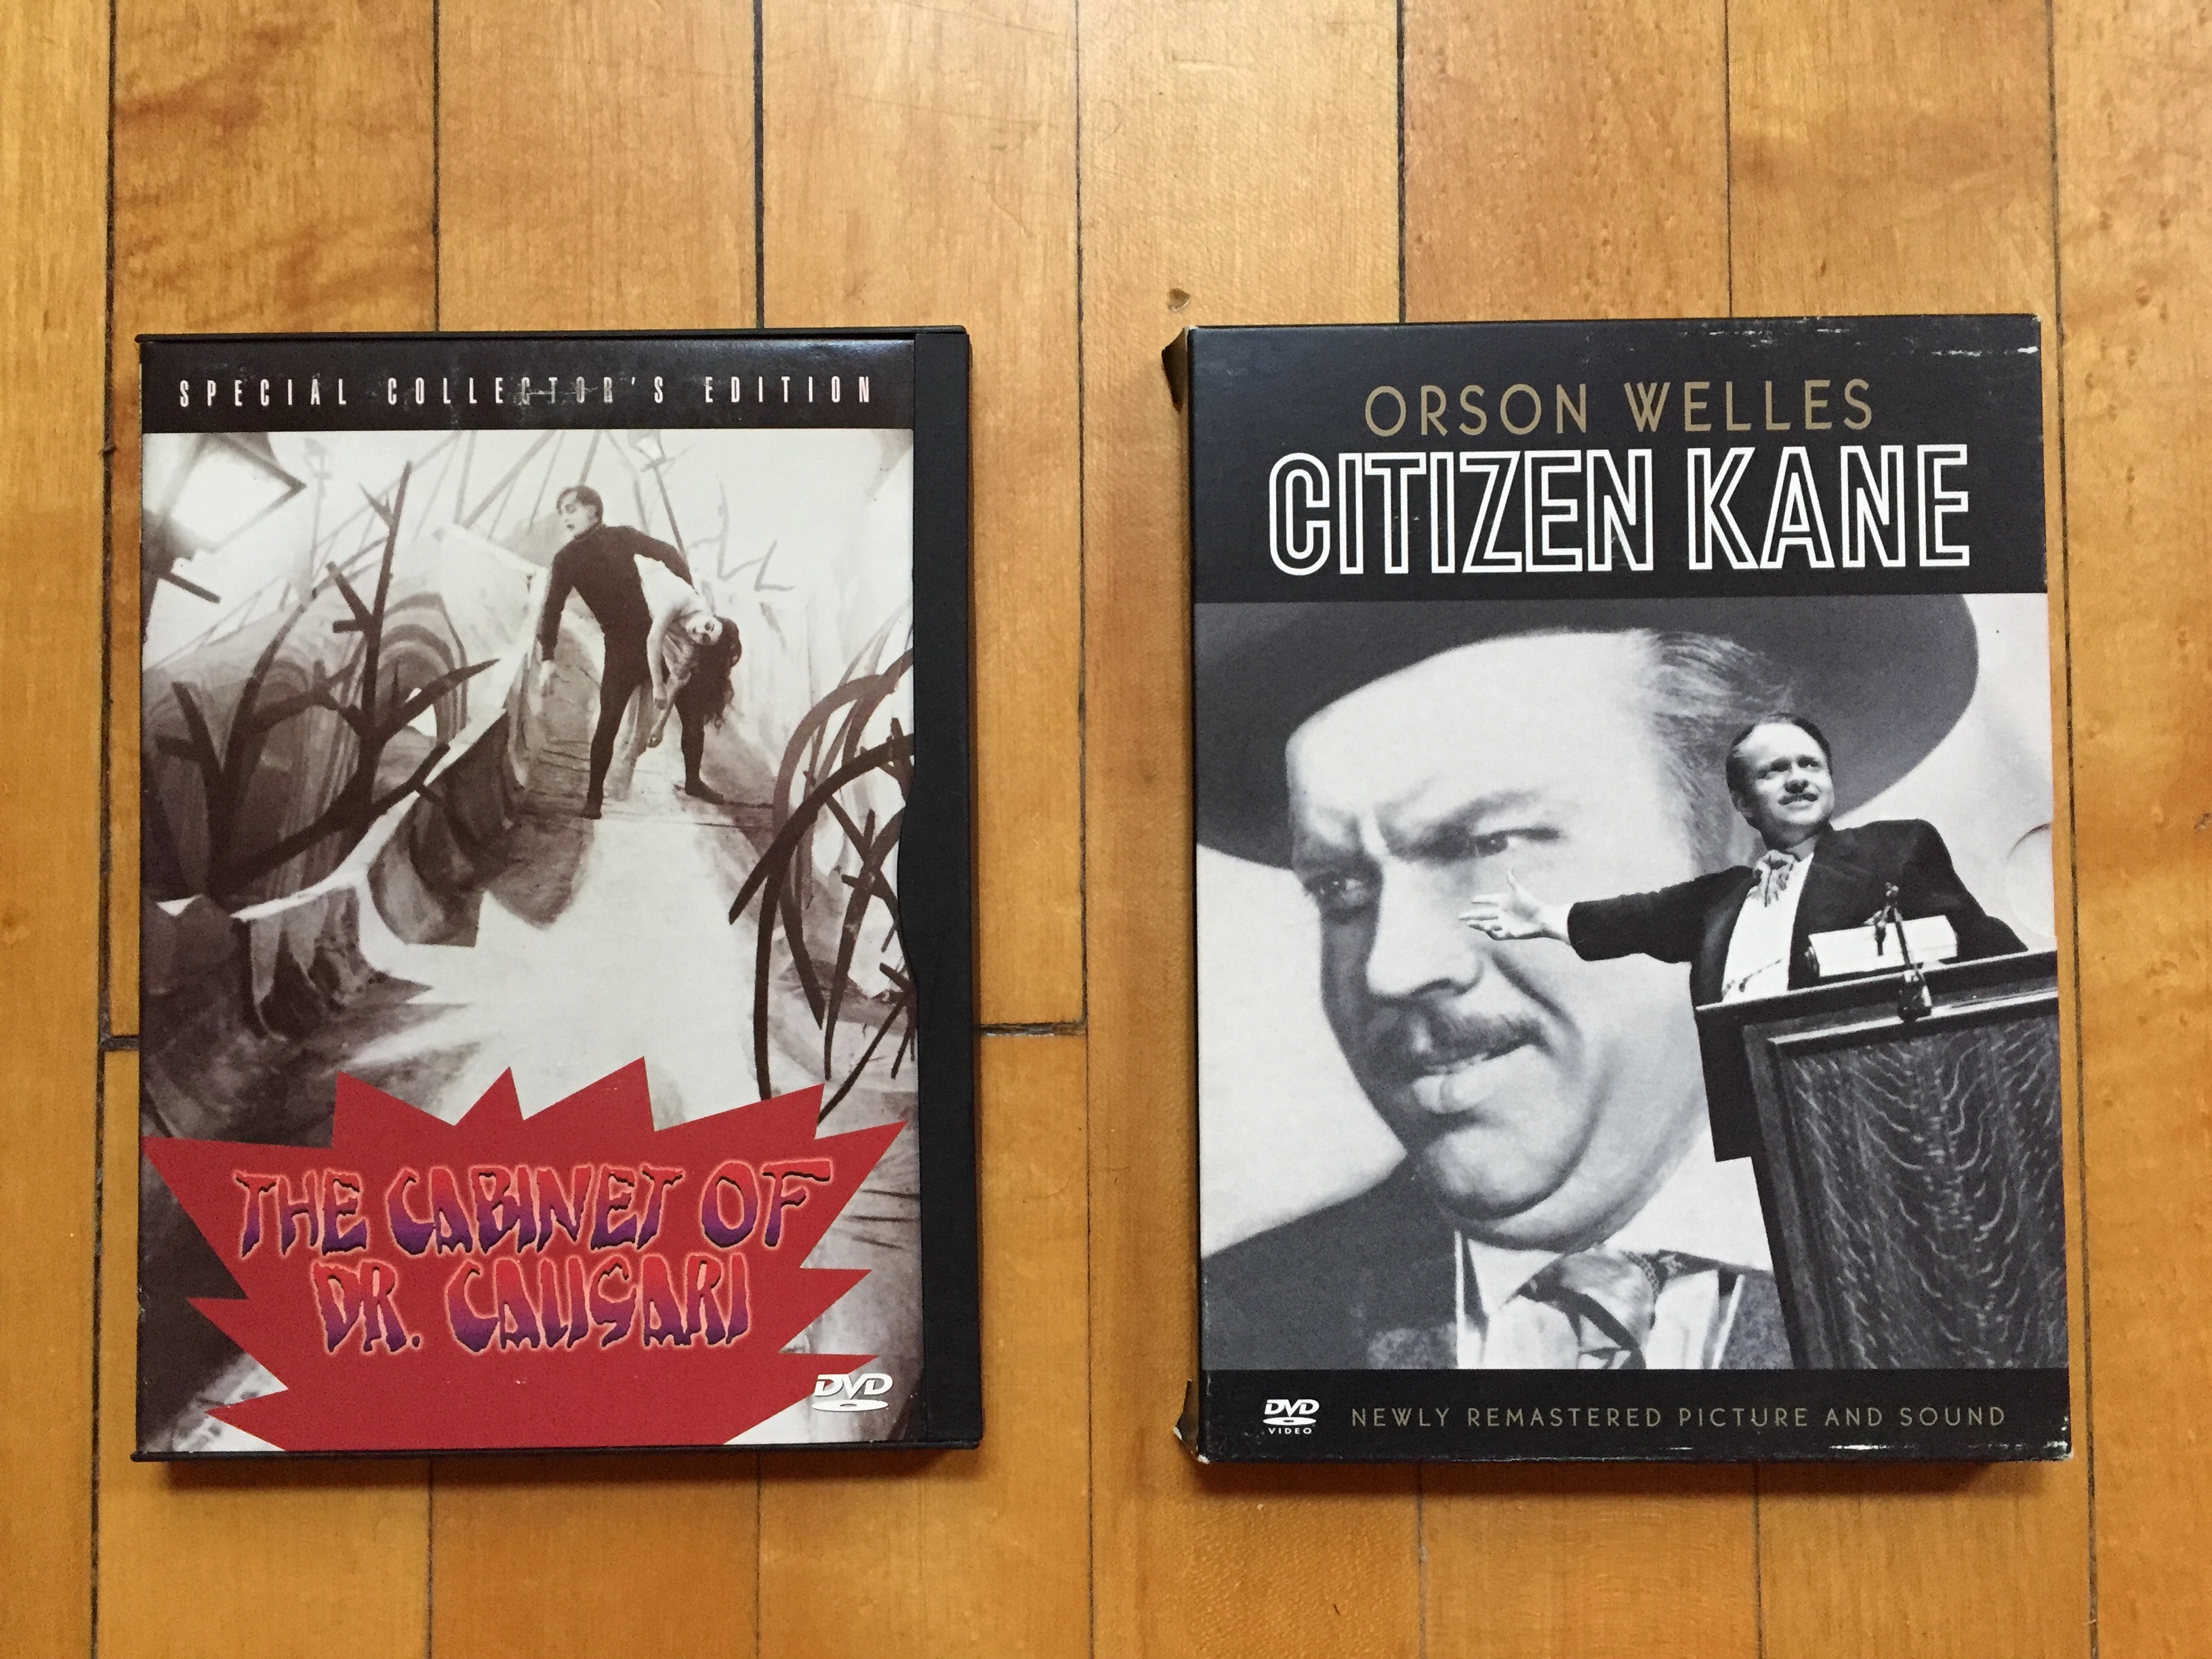 SPECIAL COLLECTOR'S EDITION
THE CABINET OF
DR. CALIGARI
DVD
ORSON WELLES
CITIZEN KANE
DVD
VIDEO
NEWLY REMASTERED PICTURE AND SOUND